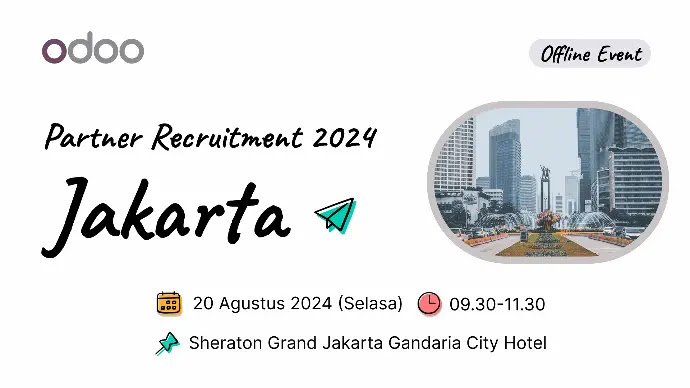 odoo
Offline Event
Partner Recruitment 2024
Jakarta
20 Agustus 2024 (Selasa) 09.30-11.30
Sheraton Grand Jakarta Gandaria City Hotel